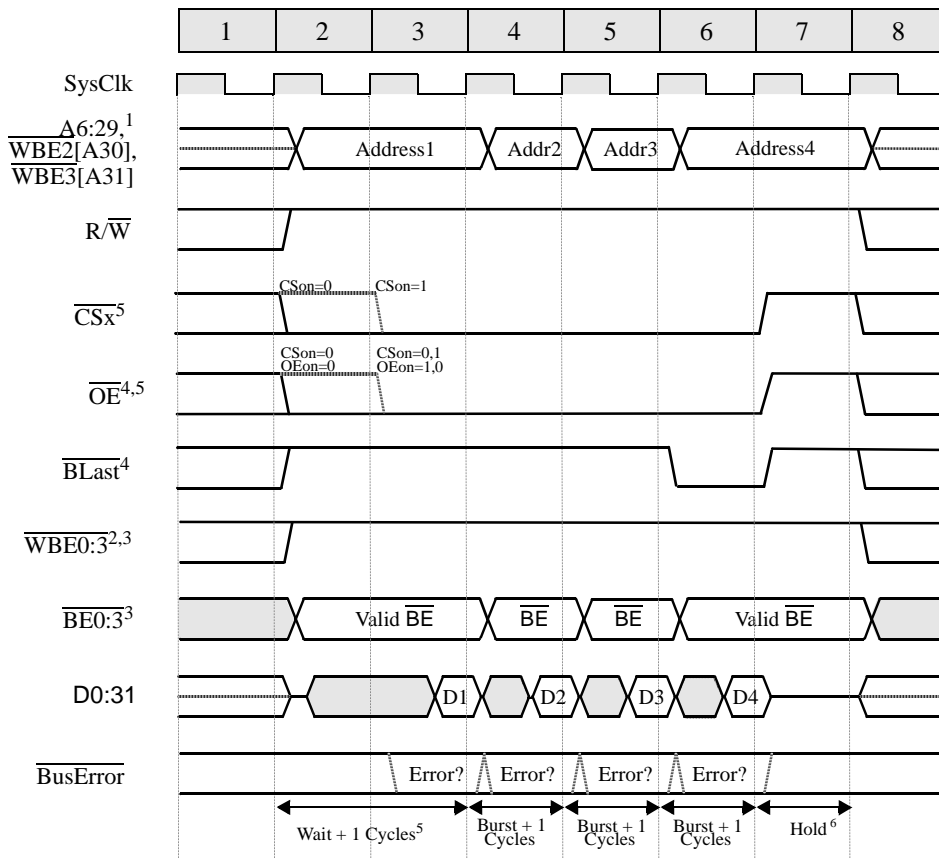 1 2 3 4 5 6 7 8
SysClk
A6:29,1
WBE2[A30],
WBE3[A31]
Address1 Addr2 Addr3 Address4
R/W
CSx5
CSon=0 CSon=1
OE4,5
CSon=0 CSon=0,1
OEon=0 OEon=1,0
BLast4
WBE0:32,3
BE0:33
Valid BE BE BE Valid BE
D0:31
D1 D2 D3 D4
BusError
Error? Error? Error? Error?
Wait + 1 Cycles5
Burst + 1
Cycles
Burst + 1
Cycles
Burst + 1
Cycles
Hold6